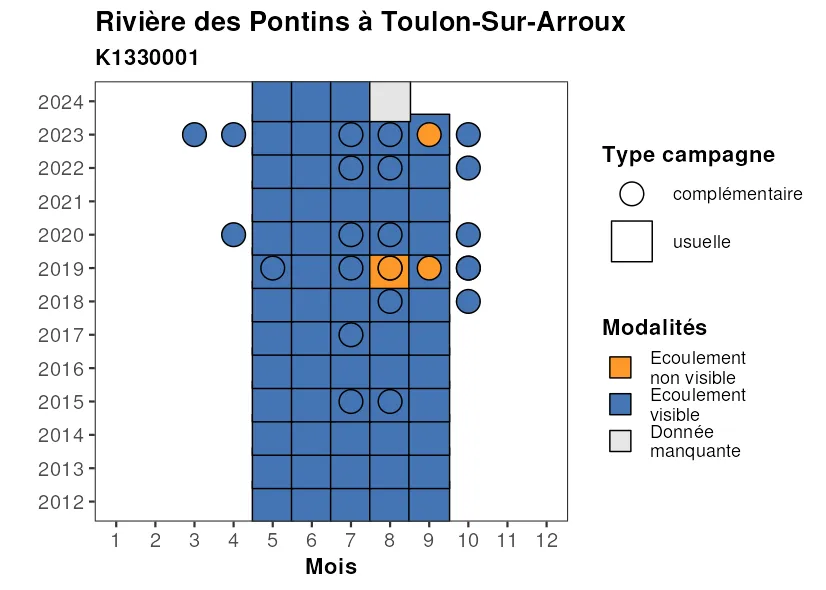 Rivière des Pontins à Toulon-Sur-Arroux
K1330001
2024
2023
2022
2021
2020
2019
2018
2017
2016
2015
2014
2013
2012
1 2 3 4 5 6 7 8 9 10 11 12
Mois
Type campagne
complémentaire
usuelle
Modalités
Ecoulement
non visible
Ecoulement
visible
Donnée
manquante